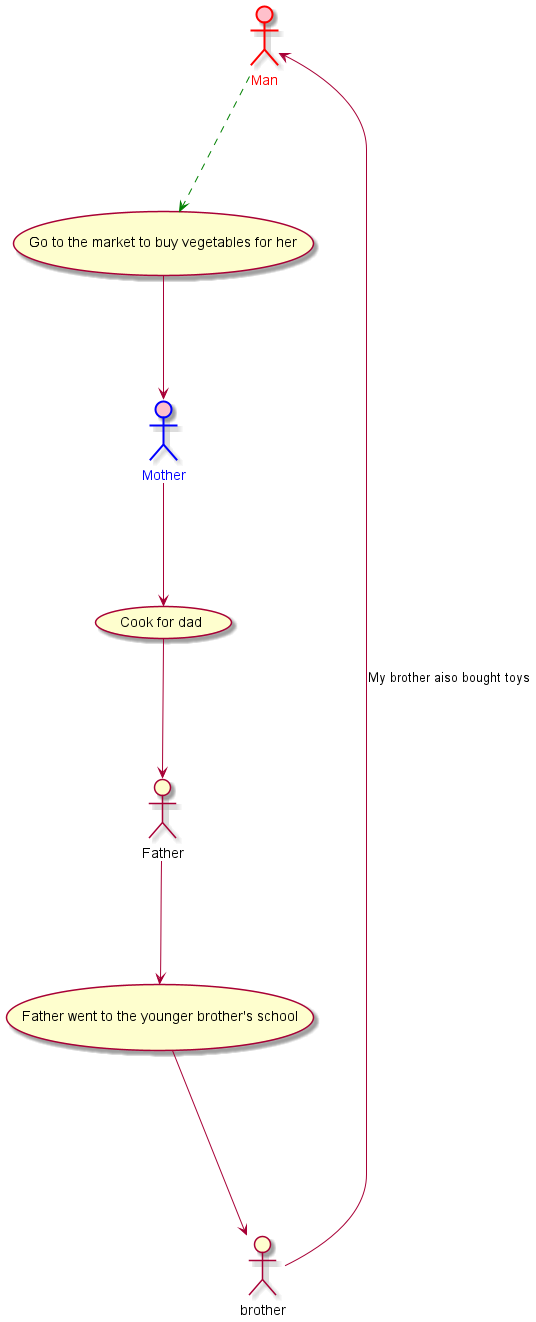 Man
Go to the market to buy vegetables for her
Mother
Cook for dad
My brother aiso bought toys
Father
Father went to the younger brother's school
brother